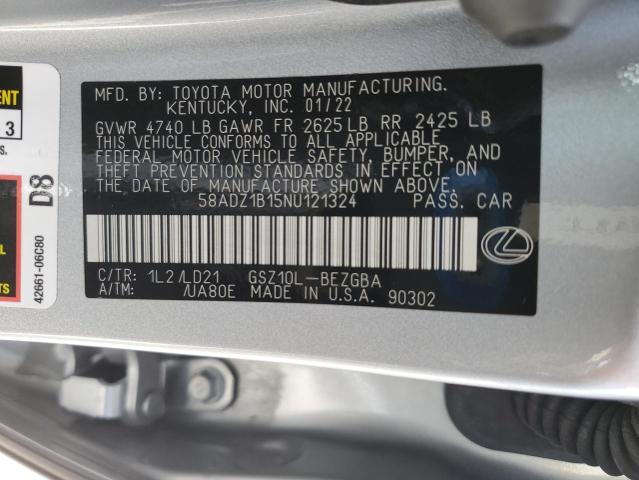 MFD. BY: TOYOTA MOTOR MANUFACTURING.
KENTUCKY, INC. 01/22
GVWR 4740 LB GAWR FR 2625 LB RR 2425 LB
THIS VEHICLE CONFORMS TO ALL APPLICABLE
FEDERAL MOTOR VEHICLE SAFETY, BUMPER, AND
THEFT PREVENTION STANDARDS IN EFFECT ON
THE DATE OF MANUFACTURE SHOWN ABOVE.
58ADZ1B15NU121324 PASS. CAR
C/TR: 1L2 /LD21 GSZ10L-BEZGBA
A/TM: /UA80E MADE IN U.S.A. 90302
D8
42661-06C80
3